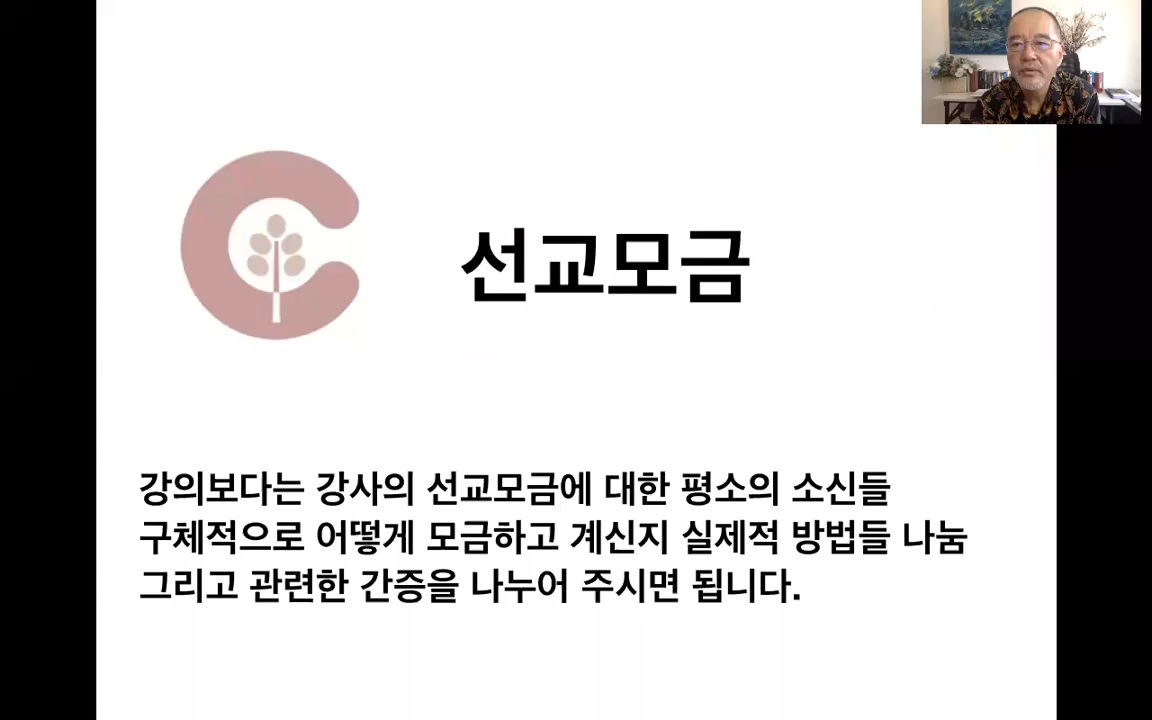 선교모금
강의보다는 강사의 선교모금에 대한 평소의 소신들
구체적으로 어떻게 모금하고 계신지 실제적 방법들 나눔
그리고 관련한 간증을 나누어 주시면 됩니다.